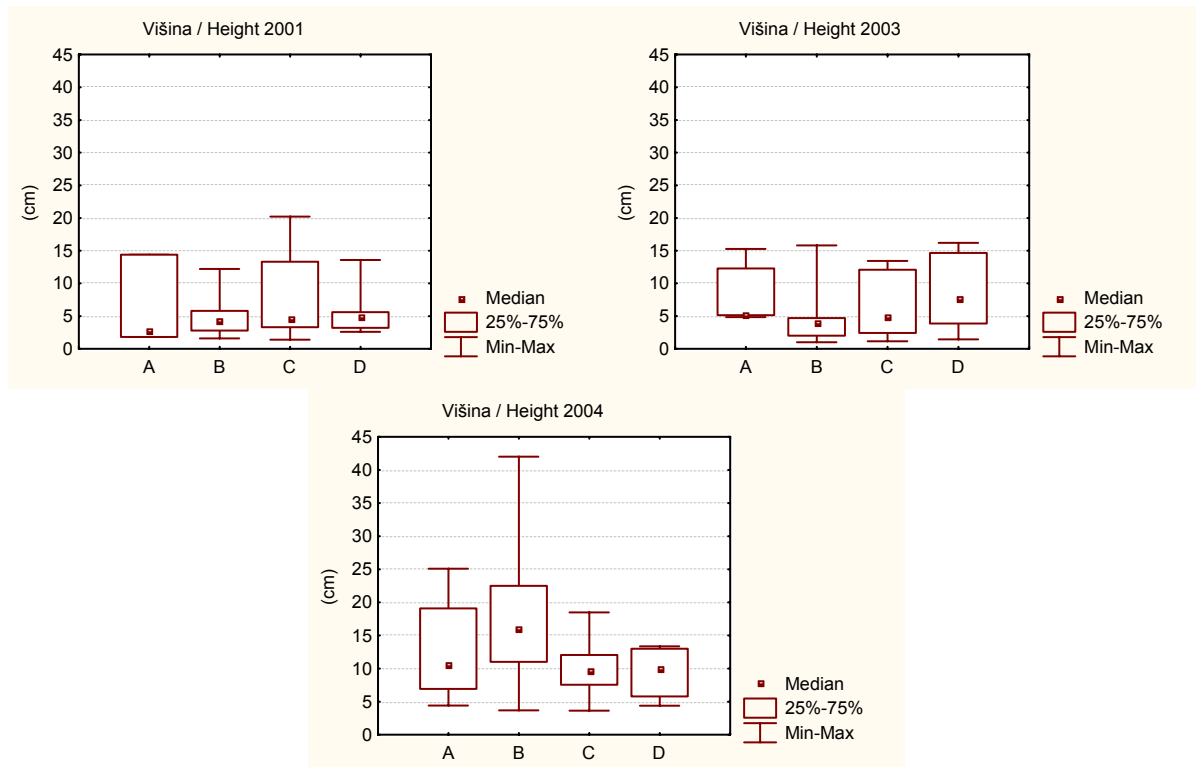 Višina / Height 2001
45
40
35
30
25
20
15
10
5
0
(cm)
A B C D
Median
25%-75%
Min-Max
Višina / Height 2003
45
40
35
30
25
20
15
10
5
0
(cm)
A B C D
Median
25%-75%
Min-Max
Višina / Height 2004
45
40
35
30
25
20
15
10
5
0
(cm)
A B C D
Median
25%-75%
Min-Max